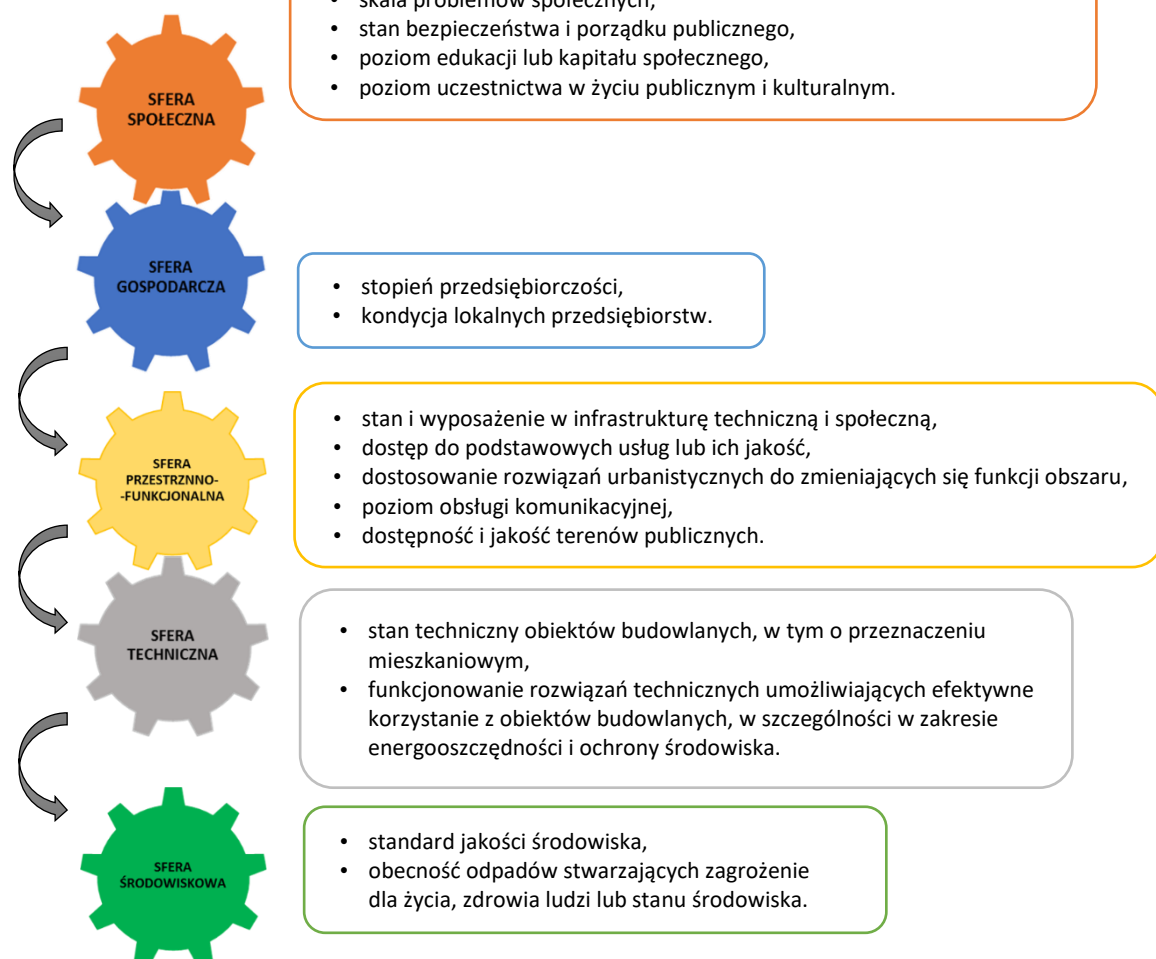 • skala problemów społecznych,
• stan bezpieczeństwa i porządku publicznego,
• poziom edukacji lub kapitału społecznego,
• poziom uczestnictwa w życiu publicznym i kulturalnym.
SFERA
SPOŁECZNA
SFERA
GOSPODARCZA
• stopień przedsiębiorczości,
• kondycja lokalnych przedsiębiorstw.
SFERA
PRZESTRZNNO-
-FUNKCJONALNA
• stan i wyposażenie w infrastrukturę techniczną i społeczną,
• dostęp do podstawowych usług lub ich jakość,
• dostosowanie rozwiązań urbanistycznych do zmieniających się funkcji obszaru,
• poziom obsługi komunikacyjnej,
• dostępność i jakość terenów publicznych.
SFERA
TECHNICZNA
• stan techniczny obiektów budowlanych, w tym o przeznaczeniu
mieszkaniowym,
• funkcjonowanie rozwiązań technicznych umożliwiających efektywne
korzystanie z obiektów budowlanych, w szczególności w zakresie
energooszczędności i ochrony środowiska.
SFERA
ŚRODOWISKOWA
• standard jakości środowiska,
• obecność odpadów stwarzających zagrożenie
dla życia, zdrowia ludzi lub stanu środowiska.